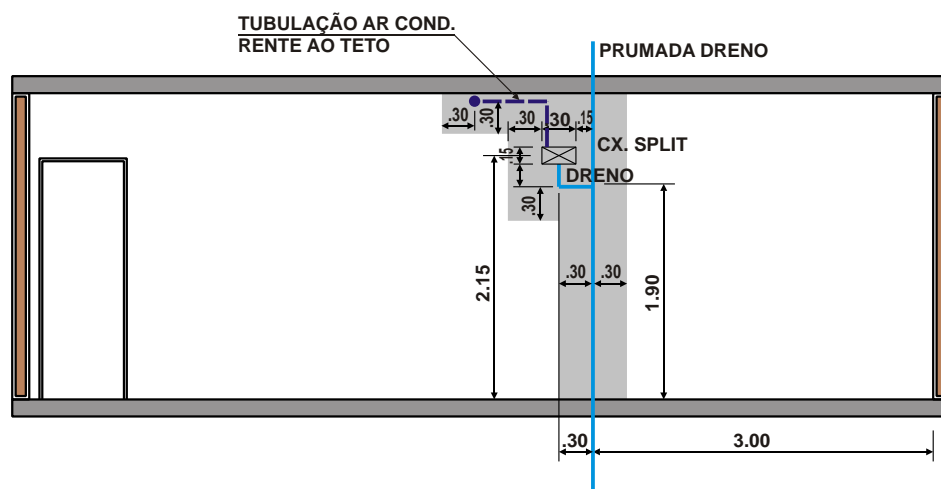 TUBULAÇÃO AR COND.
RENTE AO TETO
PRUMADA DRENO
.30
.30
.30
.30
.15
CX. SPLIT
.15
DRENO
.30
2.15
.30
.30
1.90
.30
3.00